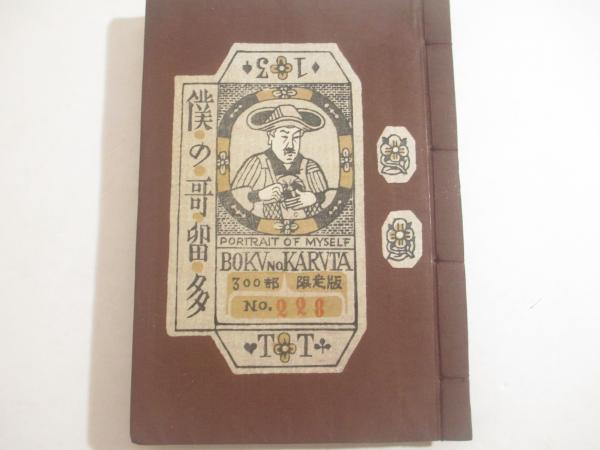 ♠3 1♦
僕の哥留多
PORTRAIT OF MYSELF
BOKV NO KARVTA
300部 限定版
No. 228
♥T T♣